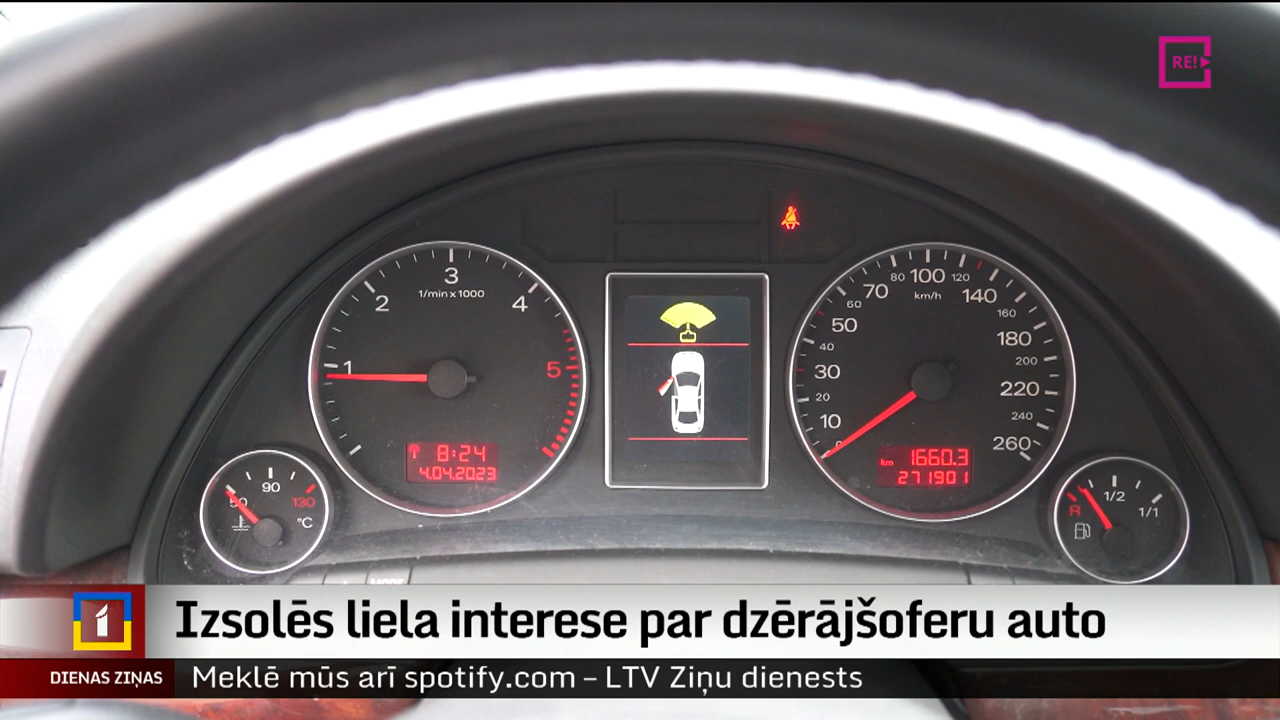 RE!
3
2
4
1/min x 1000
1
5
8:24
4.04.2023
80 100 120
70 km/h 140
60 160
50 180
40 200
30 220
20 240
10 260
1660.3
km
271901
90
50 130
°C
1/2
R 1/1
1 Izsolēs liela interese par dzērājšoferu auto
DIENAS ZIŅAS Meklē mūs arī spotify.com – LTV Ziņu dienests